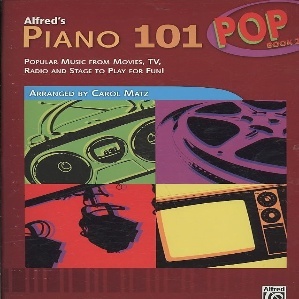 Alfred's
PIANO 101
POP
BOOK 2
POPULAR MUSIC FROM MOVIES, TV,
RADIO AND STAGE TO PLAY FOR FUN!
ARRANGED BY CAROL MATZ
Alfred